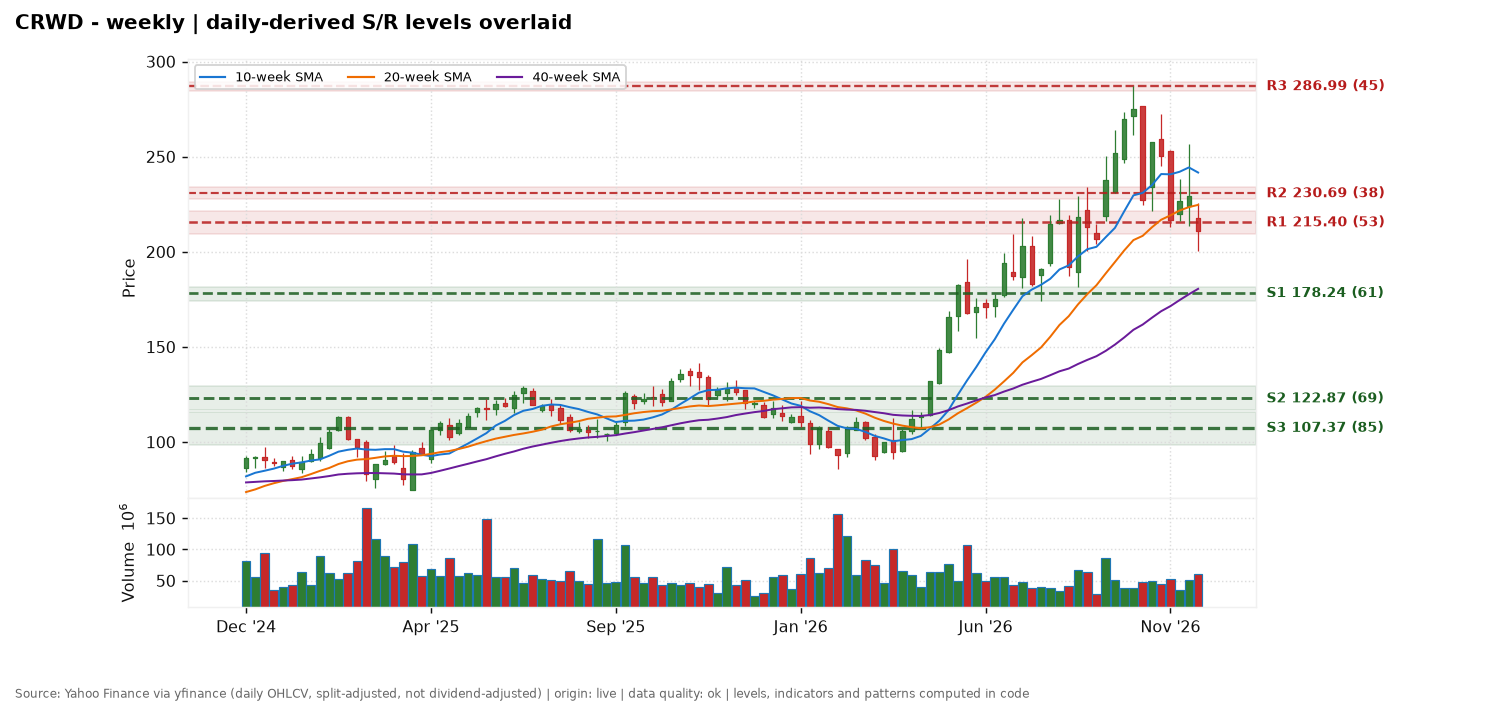 CRWD - weekly | daily-derived S/R levels overlaid
10-week SMA 20-week SMA 40-week SMA
300
250
200
150
100
Price
R3 286.99 (45)
R2 230.69 (38)
R1 215.40 (53)
S1 178.24 (61)
S2 122.87 (69)
S3 107.37 (85)
150
100
50
Volume 10^6
Dec '24 Apr '25 Sep '25 Jan '26 Jun '26 Nov '26
Source: Yahoo Finance via yfinance (daily OHLCV, split-adjusted, not dividend-adjusted) | origin: live | data quality: ok | levels, indicators and patterns computed in code